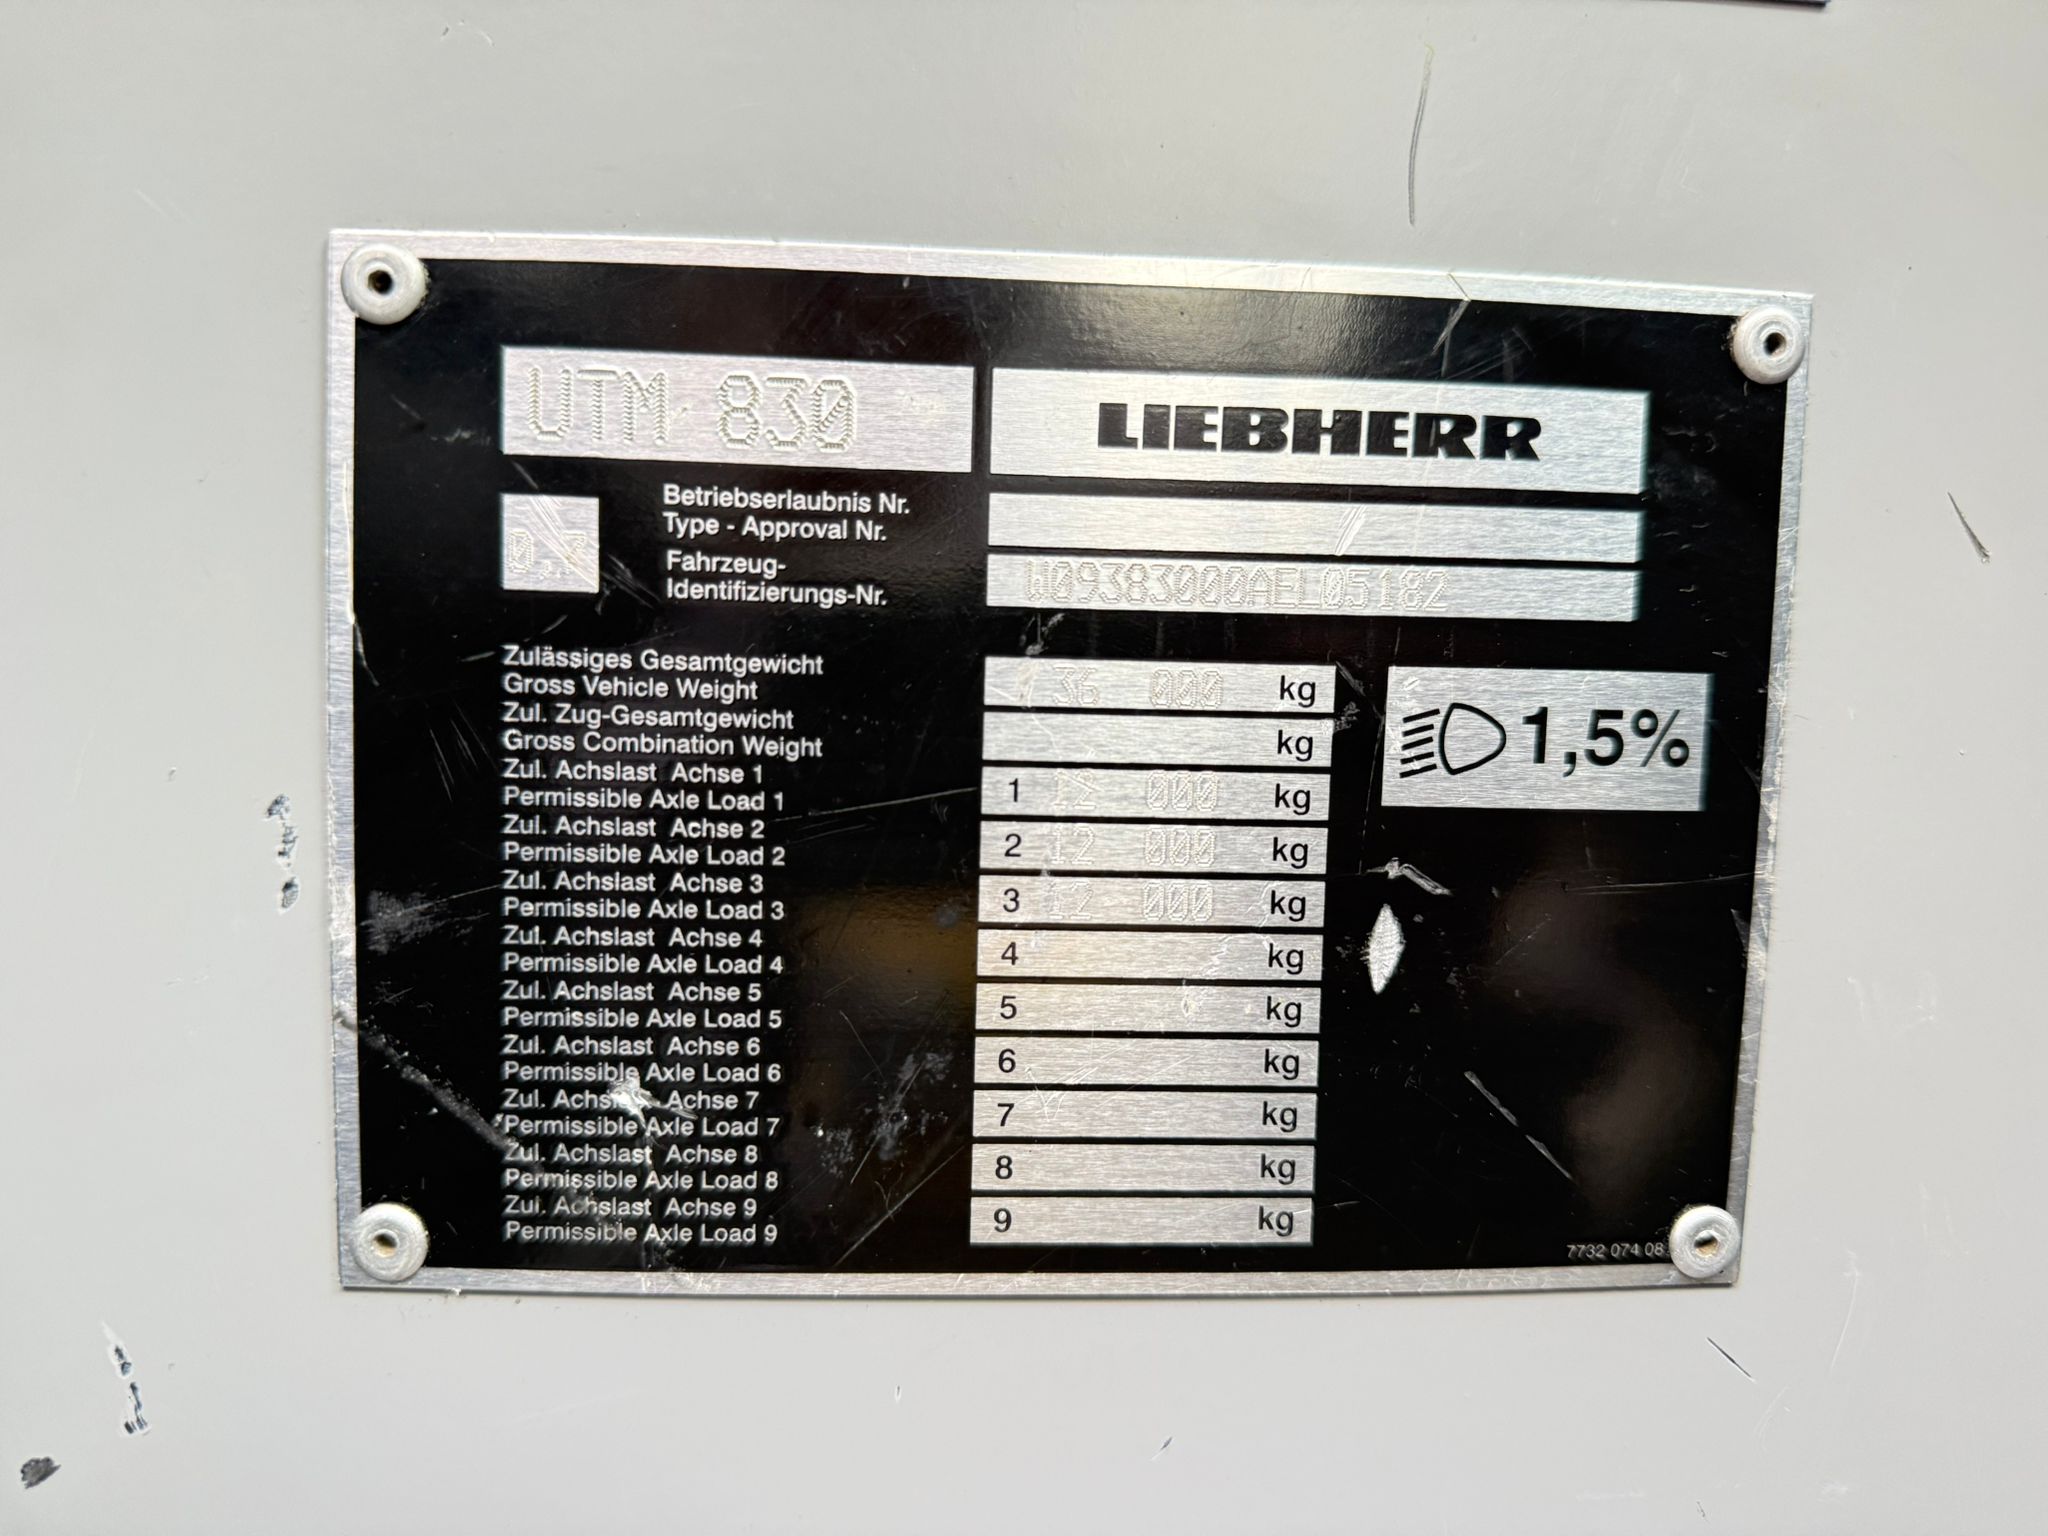 UTM 830
LIEBHERR
Betriebserlaubnis Nr.
Type - Approval Nr.
Fahrzeug-
Identifizierungs-Nr.
W09383000AEL05182
Zulässiges Gesamtgewicht
Gross Vehicle Weight
36 000 kg
Zul. Zug-Gesamtgewicht
Gross Combination Weight
kg
1,5%
Zul. Achslast Achse 1
Permissible Axle Load 1
1 12 000 kg
Zul. Achslast Achse 2
Permissible Axle Load 2
2 12 000 kg
Zul. Achslast Achse 3
Permissible Axle Load 3
3 12 000 kg
Zul. Achslast Achse 4
Permissible Axle Load 4
4 kg
Zul. Achslast Achse 5
Permissible Axle Load 5
5 kg
Zul. Achslast Achse 6
Permissible Axle Load 6
6 kg
Zul. Achslast Achse 7
Permissible Axle Load 7
7 kg
Zul. Achslast Achse 8
Permissible Axle Load 8
8 kg
Zul. Achslast Achse 9
Permissible Axle Load 9
9 kg
7732 074 08